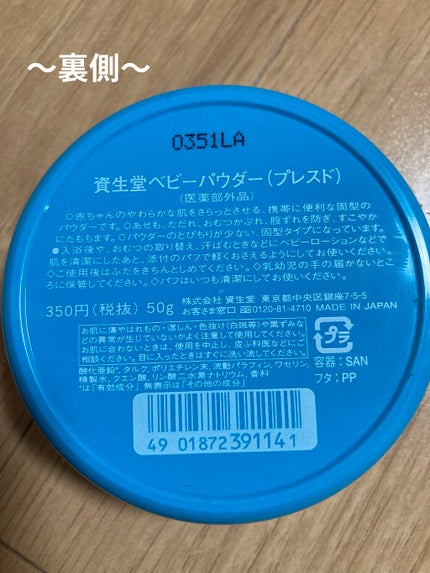 ～裏側～
0351LA
資生堂ベビーパウダー(プレスド)
(医薬部外品)
○赤ちゃんのやわらかな肌をさらっとさせる、携帯に便利な固型の
パウダーです。○あせも、ただれ、おむつかぶれ、股ずれを防ぎ、すこやか
にたもちます。○パウダーのとびちりが少ない、固型タイプになっています。
●入浴後や、おむつの取り替え、汗ばむときなどにベビーローションなどで
肌を清潔にしたあと、添付のパフで軽くおさえるようにしてお使いください。
◇ご使用後はふたをきちんとしめてください。◇乳幼児の手の届かないとこ
ろに保管してください。◇パフはいつも清潔にしてお使いください。
350円(税抜) 50g 株式会社 資生堂 東京都中央区銀座7-5-5
お客さま窓口 0120-81-4710 MADE IN JAPAN
お肌に傷やはれもの・湿しん・色抜け(白斑等)や黒ずみな
どの異常が生じていないかよく注意して使用してください。
お肌に合わないときは、使用を中止し、皮ふ科医などにご
相談ください。目に入ったときはすぐに洗い流してください。
酸化亜鉛*、タルク、ポリエチレン末、流動パラフィン、ワセリン、
精製水、クエン酸、リン酸二水素ナトリウム、香料
*は「有効成分」 無表示は「その他の成分」
プラ
容器:SAN
フタ:PP
49 01872 391141